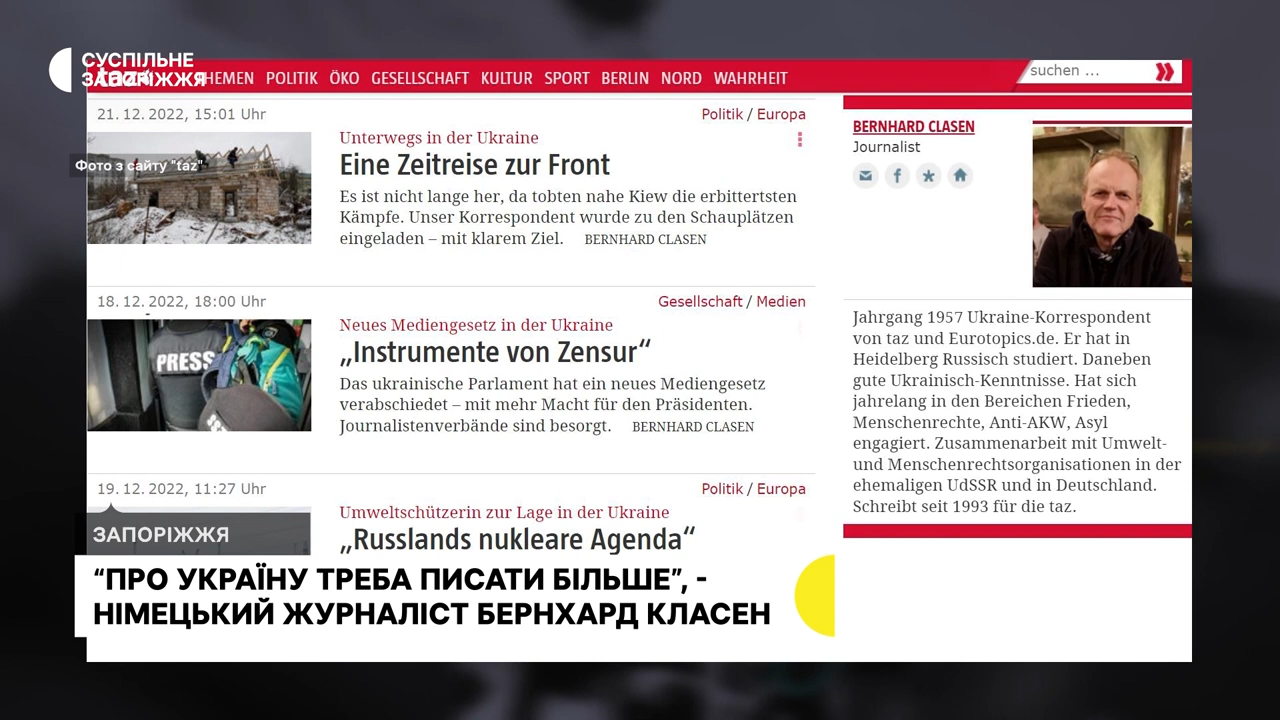 СУСПІЛЬНЕ
ЗАПОРІЖЖЯ
taz
THEMEN POLITIK ÖKO GESELLSCHAFT KULTUR SPORT BERLIN NORD WAHRHEIT
suchen ...
21. 12. 2022, 15:01 Uhr
Politik / Europa
Фото з сайту "taz"
Unterwegs in der Ukraine
Eine Zeitreise zur Front
Es ist nicht lange her, da tobten nahe Kiew die erbittertsten
Kämpfe. Unser Korrespondent wurde zu den Schauplätzen
eingeladen – mit klarem Ziel. BERNHARD CLASEN
18. 12. 2022, 18:00 Uhr
Gesellschaft / Medien
PRESS
Neues Mediengesetz in der Ukraine
„Instrumente von Zensur“
Das ukrainische Parlament hat ein neues Mediengesetz
verabschiedet – mit mehr Macht für den Präsidenten.
Journalistenverbände sind besorgt. BERNHARD CLASEN
19. 12. 2022, 11:27 Uhr
Politik / Europa
Umweltschützerin zur Lage in der Ukraine
„Russlands nukleare Agenda“
BERNHARD CLASEN
Journalist
Jahrgang 1957 Ukraine-Korrespondent
von taz und Eurotopics.de. Er hat in
Heidelberg Russisch studiert. Daneben
gute Ukrainisch-Kenntnisse. Hat sich
jahrelang in den Bereichen Frieden,
Menschenrechte, Anti-AKW, Asyl
engagiert. Zusammenarbeit mit Umwelt-
und Menschenrechtsorganisationen in der
ehemaligen UdSSR und in Deutschland.
Schreibt seit 1993 für die taz.
ЗАПОРІЖЖЯ
“ПРО УКРАЇНУ ТРЕБА ПИСАТИ БІЛЬШЕ”, -
НІМЕЦЬКИЙ ЖУРНАЛІСТ БЕРНХАРД КЛАСЕН